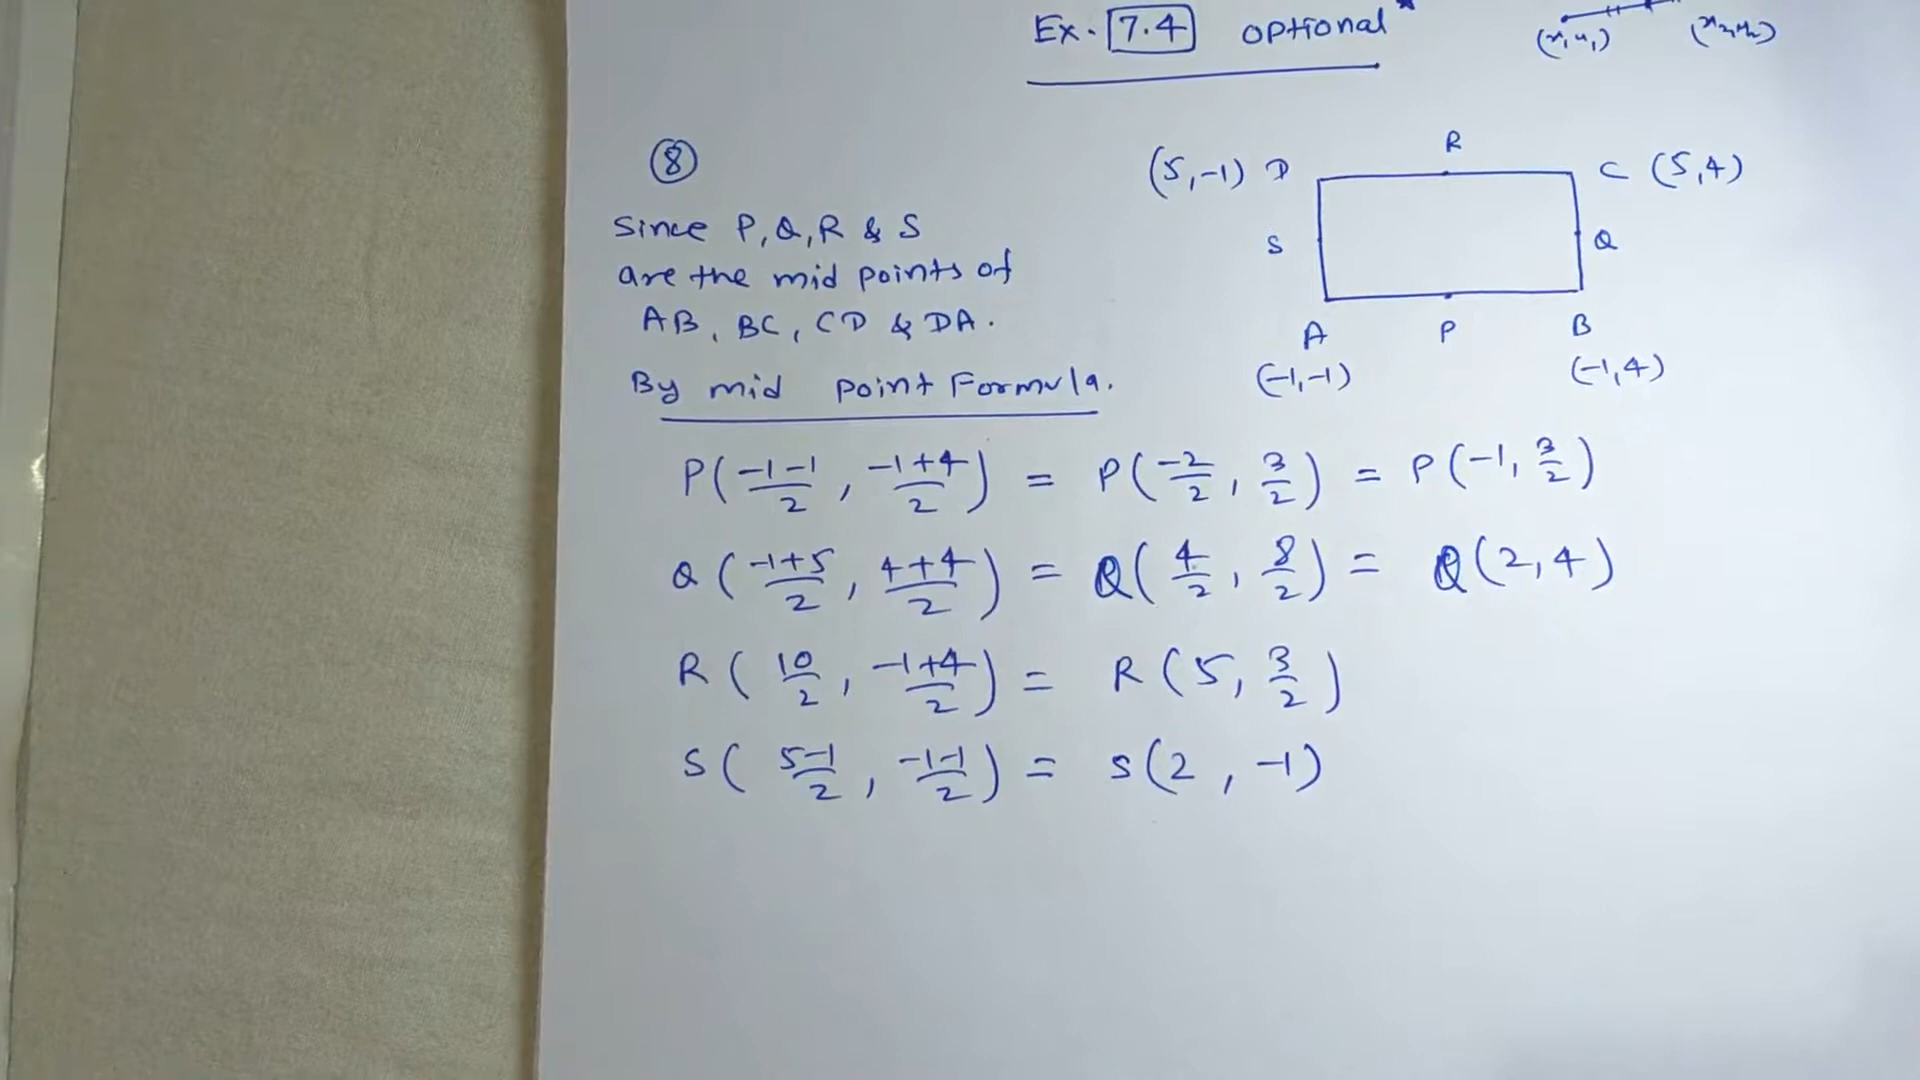 Ex. 7.4 optional*
(x₁,y₁) (x₂,y₂)
8
Since P, Q, R & S
are the mid points of
AB, BC, CD & DA.
By mid point Formula.
R
(5,-1) D C (5,4)
S Q
A P B
(-1,-1) (-1,4)
P(-1-1/2, -1+4/2) = P(-2/2, 3/2) = P(-1, 3/2)
Q(-1+5/2, 4+4/2) = Q(4/2, 8/2) = Q(2,4)
R(10/2, -1+4/2) = R(5, 3/2)
S(5-1/2, -1-1/2) = S(2, -1)